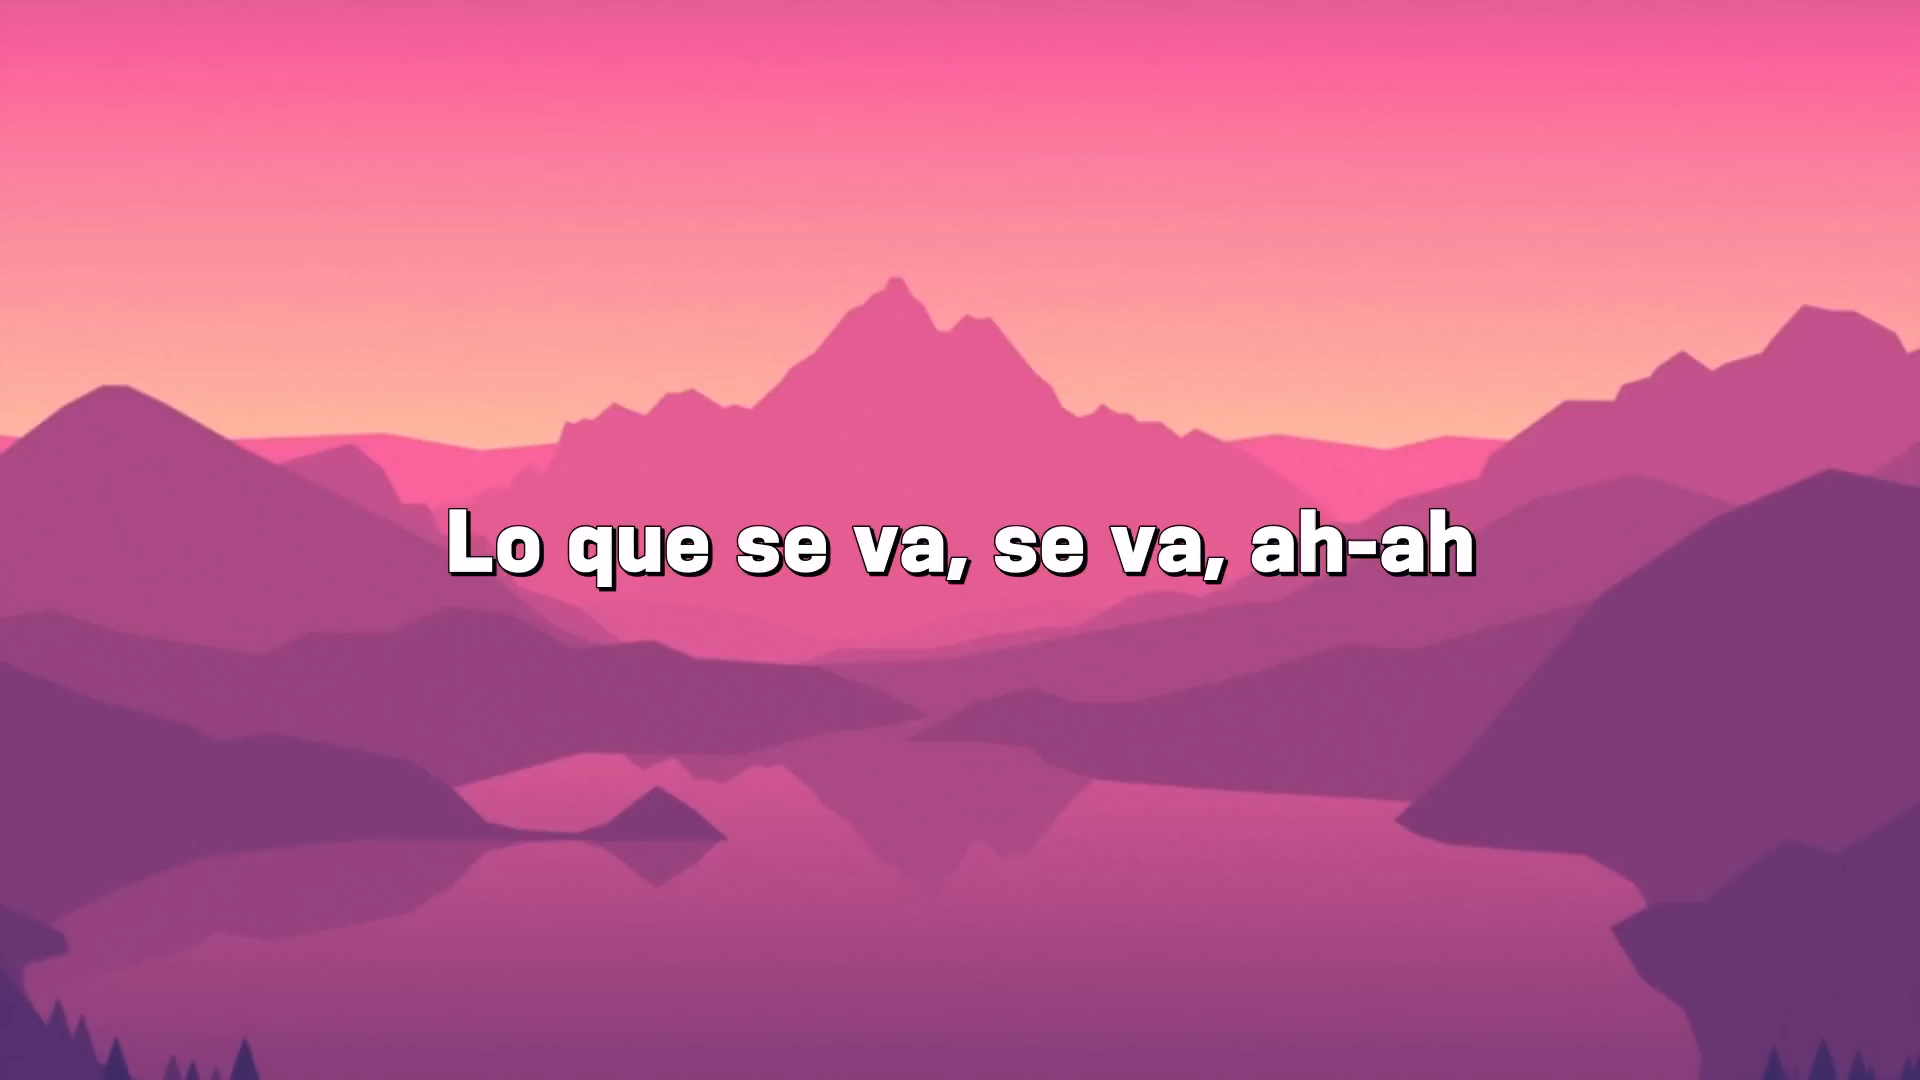 Lo que se va, se va, ah-ah